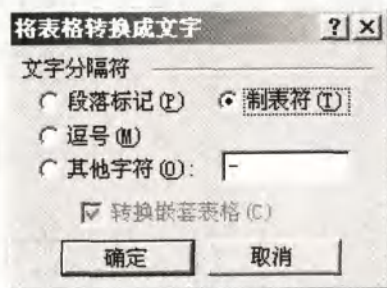 将表格转换成文字 ? ×
文字分隔符
段落标记(P) 制表符(T)
逗号(M)
其他字符(O): -
转换嵌套表格(C)
确定 取消